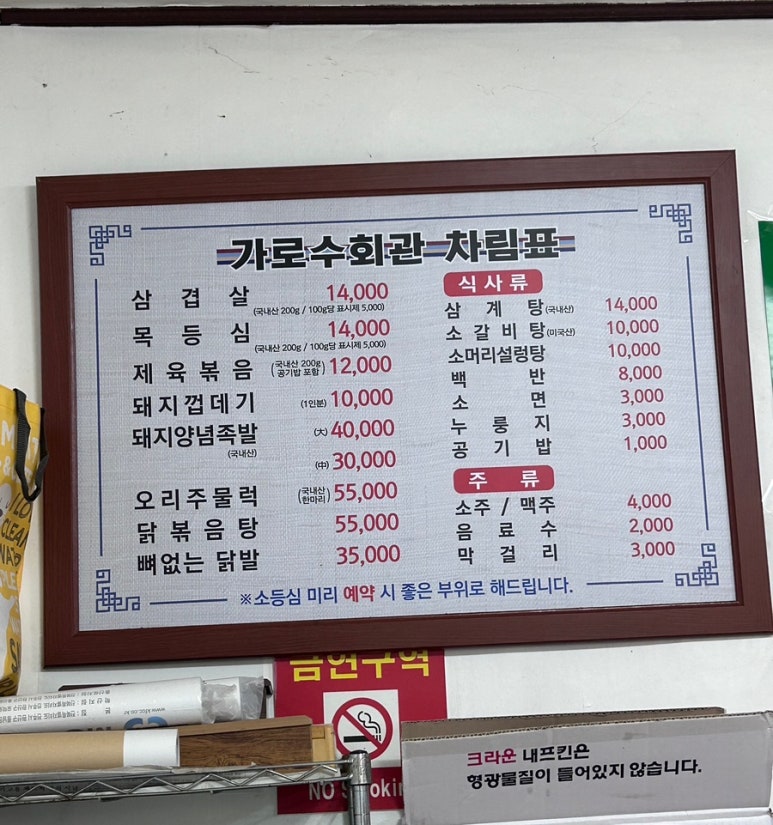 가로수회관 차림표
삼겹살 14,000
(국내산 200g / 100g당 표시제 5,000)
목등심 14,000
(국내산 200g / 100g당 표시제 5,000)
제육볶음 (국내산 200g 공기밥 포함) 12,000
돼지껍데기 (1인분) 10,000
돼지양념족발 (大) 40,000
(국내산)
(中) 30,000
오리주물럭 (국내산 한마리) 55,000
닭볶음탕 55,000
뼈없는 닭발 35,000
식사류
삼계탕 (국내산) 14,000
소갈비탕 (미국산) 10,000
소머리설렁탕 10,000
백반 8,000
소면 3,000
누룽지 3,000
공기밥 1,000
주류
소주 / 맥주 4,000
음료수 2,000
막걸리 3,000
※소등심 미리 예약 시 좋은 부위로 해드립니다.
금연구역
NO Smoking
크라운 내프킨은
형광물질이 들어있지 않습니다.